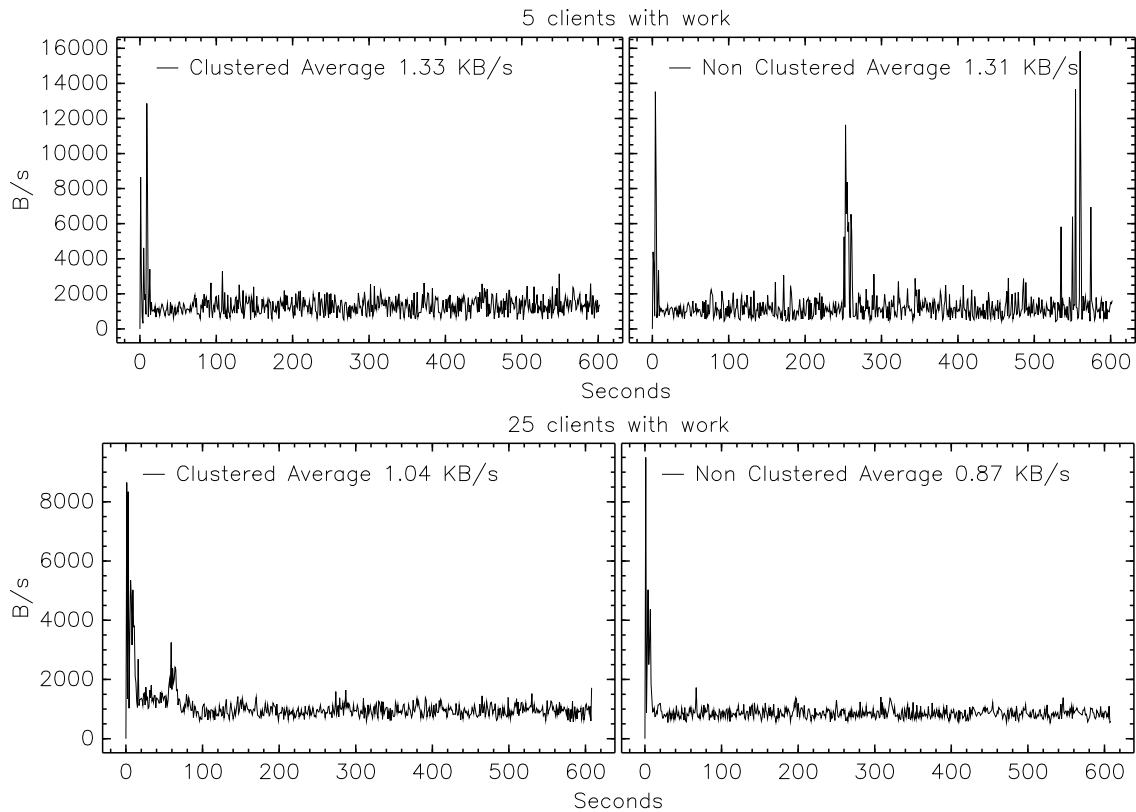 5 clients with work
— Clustered Average 1.33 KB/s
— Non Clustered Average 1.31 KB/s
B/s
16000
14000
12000
10000
8000
6000
4000
2000
0
0 100 200 300 400 500 600
0 100 200 300 400 500 600
Seconds
25 clients with work
— Clustered Average 1.04 KB/s
— Non Clustered Average 0.87 KB/s
B/s
8000
6000
4000
2000
0
0 100 200 300 400 500 600
0 100 200 300 400 500 600
Seconds